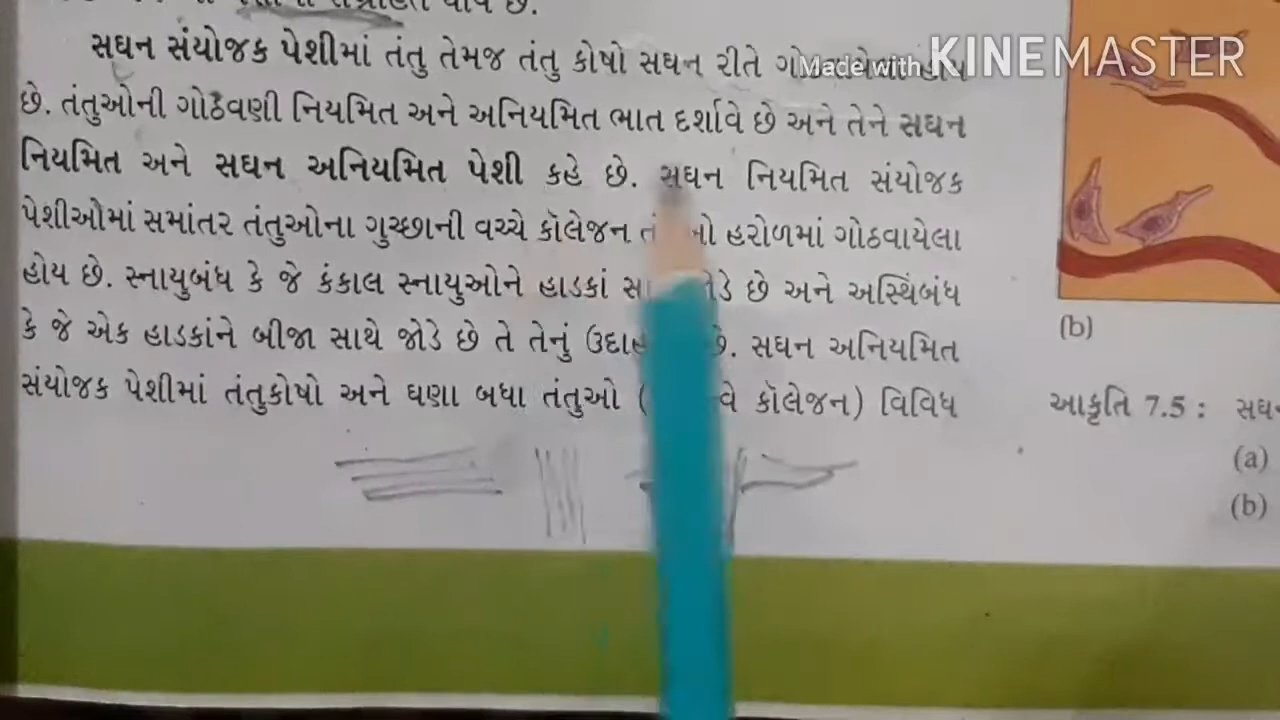 સઘન સંયોજક પેશીમાં તંતુ તેમજ તંતુ કોષો સઘન રીતે
Made with KINEMASTER
છે. તંતુઓની ગોઠવણી નિયમિત અને અનિયમિત ભાત દર્શાવે છે અને તેને સઘન
નિયમિત અને સઘન અનિયમિત પેશી કહે છે. સઘન નિયમિત સંયોજક
પેશીઓમાં સમાંતર તંતુઓના ગુચ્છાની વચ્ચે કૉલેજન હરોળમાં ગોઠવાયેલા
હોય છે. સ્નાયુબંધ કે જે કંકાલ સ્નાયુઓને હાડકાં છે અને અસ્થિબંધ
કે જે એક હાડકાંને બીજા સાથે જોડે છે તે તેનું છે. સઘન અનિયમિત
સંયોજક પેશીમાં તંતુકોષો અને ઘણા બધા તંતુઓ ( કૉલેજન) વિવિધ
(b)
આકૃતિ 7.5 :
(a)
(b)